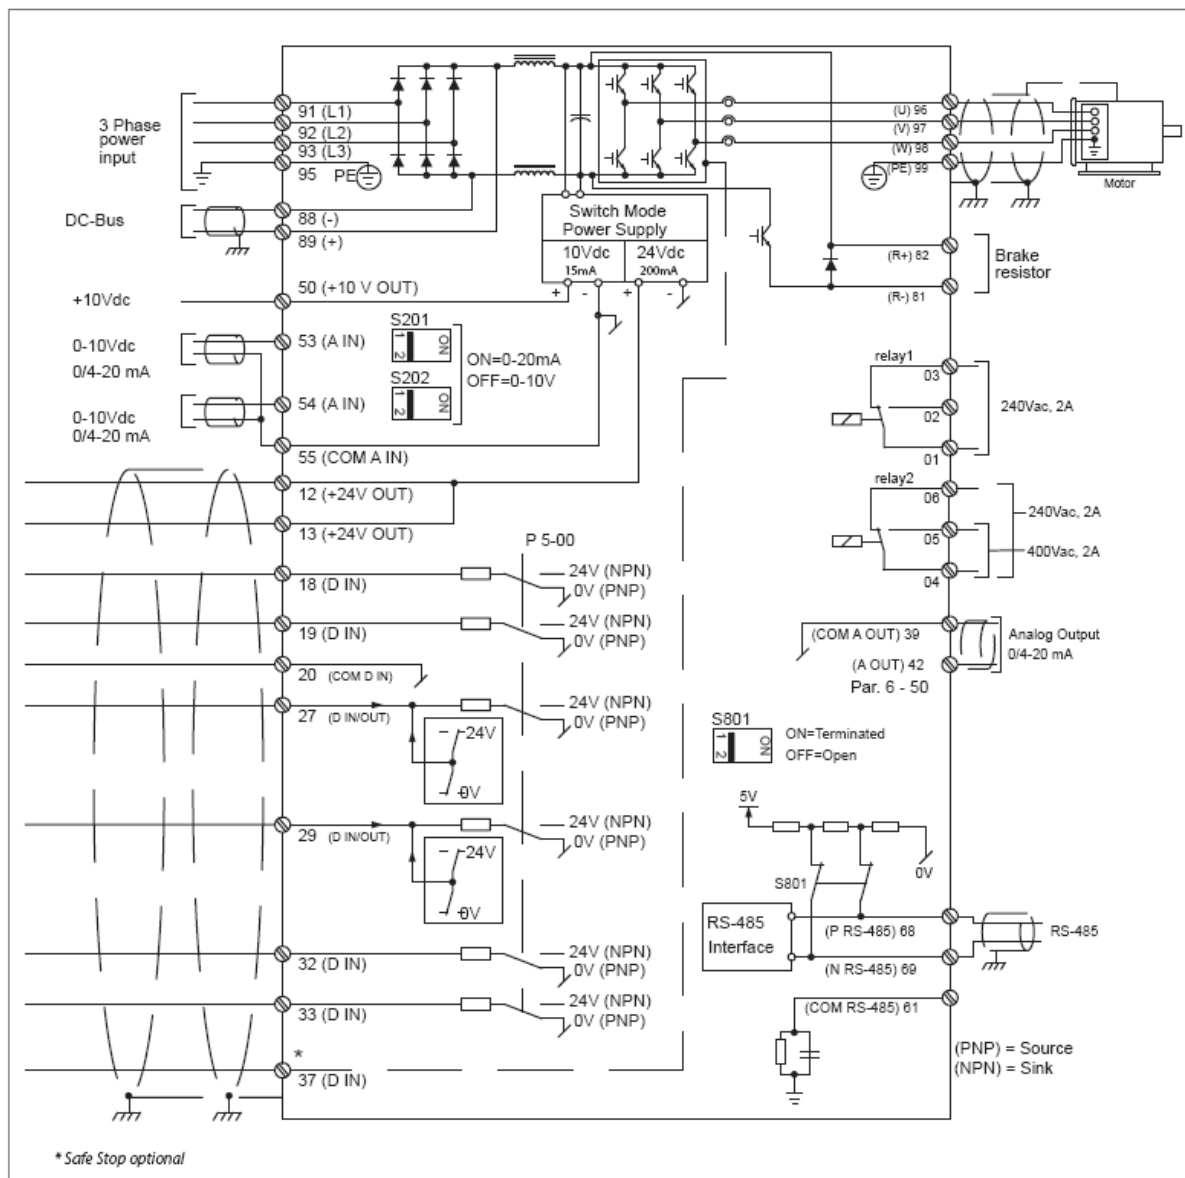 3 Phase
power
input
91 (L1)
92 (L2)
93 (L3)
95 PE
DC-Bus
88 (-)
89 (+)
+10Vdc
50 (+10 V OUT)
0-10Vdc
0/4-20 mA
53 (A IN)
0-10Vdc
0/4-20 mA
54 (A IN)
55 (COM A IN)
S201
1
2
ON
S202
1
2
ON
ON=0-20mA
OFF=0-10V
Switch Mode
Power Supply
10Vdc
15mA
24Vdc
200mA
+ - + -
12 (+24V OUT)
13 (+24V OUT)
P 5-00
18 (D IN)
24V (NPN)
0V (PNP)
19 (D IN)
24V (NPN)
0V (PNP)
20 (COM D IN)
27 (D IN/OUT)
24V (NPN)
0V (PNP)
24V
0V
29 (D IN/OUT)
24V (NPN)
0V (PNP)
24V
0V
32 (D IN)
24V (NPN)
0V (PNP)
33 (D IN)
24V (NPN)
0V (PNP)
*
37 (D IN)
(U) 96
(V) 97
(W) 98
(PE) 99
Motor
(R+) 82
(R-) 81
Brake
resistor
relay1
03
02
01
240Vac, 2A
relay2
06
05
04
240Vac, 2A
400Vac, 2A
(COM A OUT) 39
(A OUT) 42
Par. 6 - 50
Analog Output
0/4-20 mA
S801
1
2
ON
ON=Terminated
OFF=Open
5V
0V
S801
RS-485
Interface
(P RS-485) 68
(N RS-485) 69
RS-485
(COM RS-485) 61
(PNP) = Source
(NPN) = Sink
* Safe Stop optional